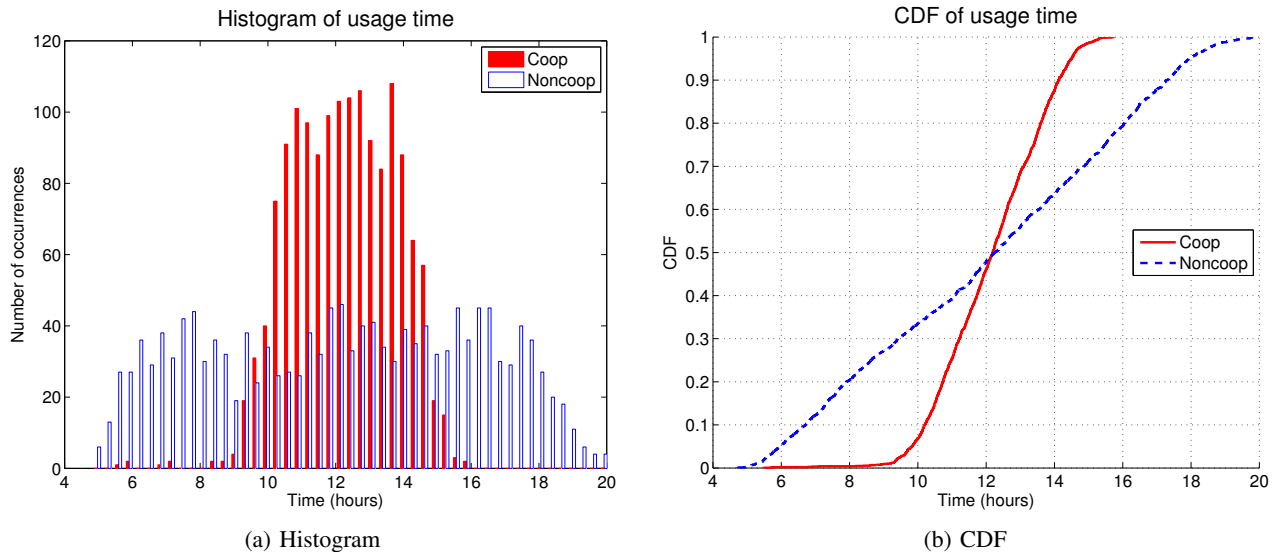 Histogram of usage time
120
100
80
60
40
20
0
Number of occurrences
Coop
Noncoop
4 6 8 10 12 14 16 18 20
Time (hours)
(a) Histogram
CDF of usage time
1
0.9
0.8
0.7
0.6
0.5
0.4
0.3
0.2
0.1
0
CDF
Coop
Noncoop
4 6 8 10 12 14 16 18 20
Time (hours)
(b) CDF